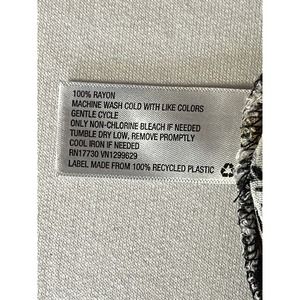 100% RAYON
MACHINE WASH COLD WITH LIKE COLORS
GENTLE CYCLE
ONLY NON-CHLORINE BLEACH IF NEEDED
TUMBLE DRY LOW, REMOVE PROMPTLY
COOL IRON IF NEEDED
RN17730 VN1299629
LABEL MADE FROM 100% RECYCLED PLASTIC